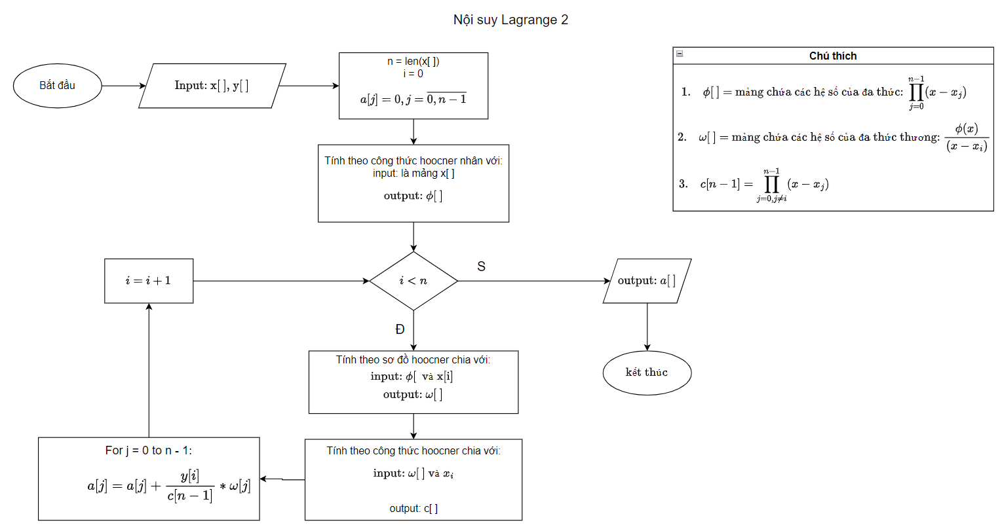 Nội suy Lagrange 2
Bắt đầu
Input: x[ ], y[ ]
n = len(x[ ])
i = 0
a[j] = 0, j = \overline{0, n − 1}
Tính theo công thức hoocner nhân với:
input: là mảng x[ ]
output: ϕ[ ]
i < n
S
output: a[ ]
kết thúc
Đ
Tính theo sơ đồ hoocner chia với:
input: ϕ[ và x[i]
output: ω[ ]
Tính theo công thức hoocner chia với:
input: ω[ ] và x_i
output: c[ ]
For j = 0 to n - 1:
a[j] = a[j] + \frac{y[i]}{c[n − 1]} * ω[j]
i = i + 1
Chú thích
1. ϕ[ ] = mảng chứa các hệ số của đa thức: \prod_{j=0}^{n−1}(x − x_j)
2. ω[ ] = mảng chứa các hệ số của đa thức thương: \frac{ϕ(x)}{(x − x_i)}
3. c[n − 1] = \prod_{j=0,j≠i}^{n−1}(x − x_j)